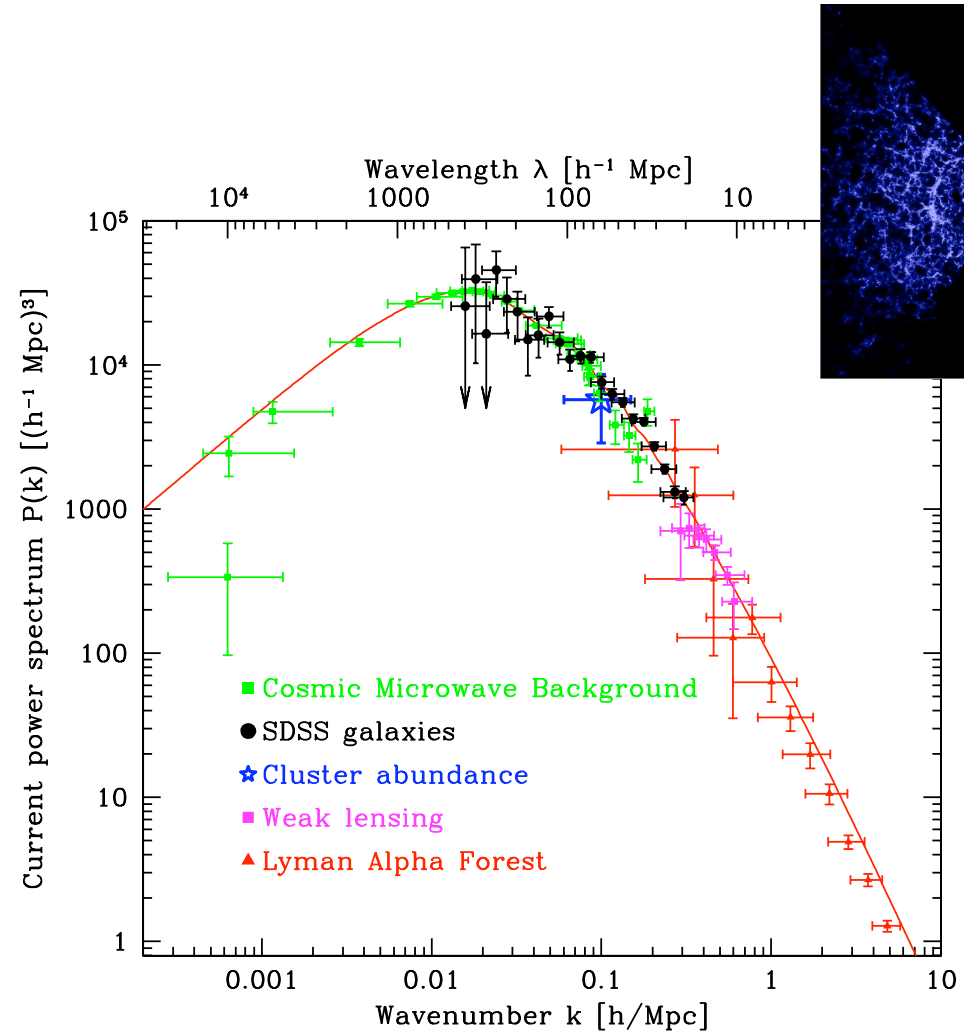 Wavelength λ [h⁻¹ Mpc]
10⁴ 1000 100 10
10⁵
10⁴
1000
100
10
1
Current power spectrum P(k) [(h⁻¹ Mpc)³]
Cosmic Microwave Background
SDSS galaxies
Cluster abundance
Weak lensing
Lyman Alpha Forest
0.001 0.01 0.1 1 10
Wavenumber k [h/Mpc]